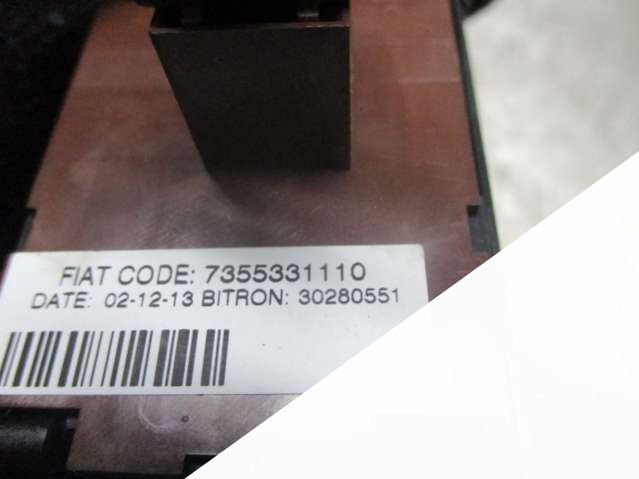 FIAT CODE: 7355331110
DATE: 02-12-13 BITRON: 30280551